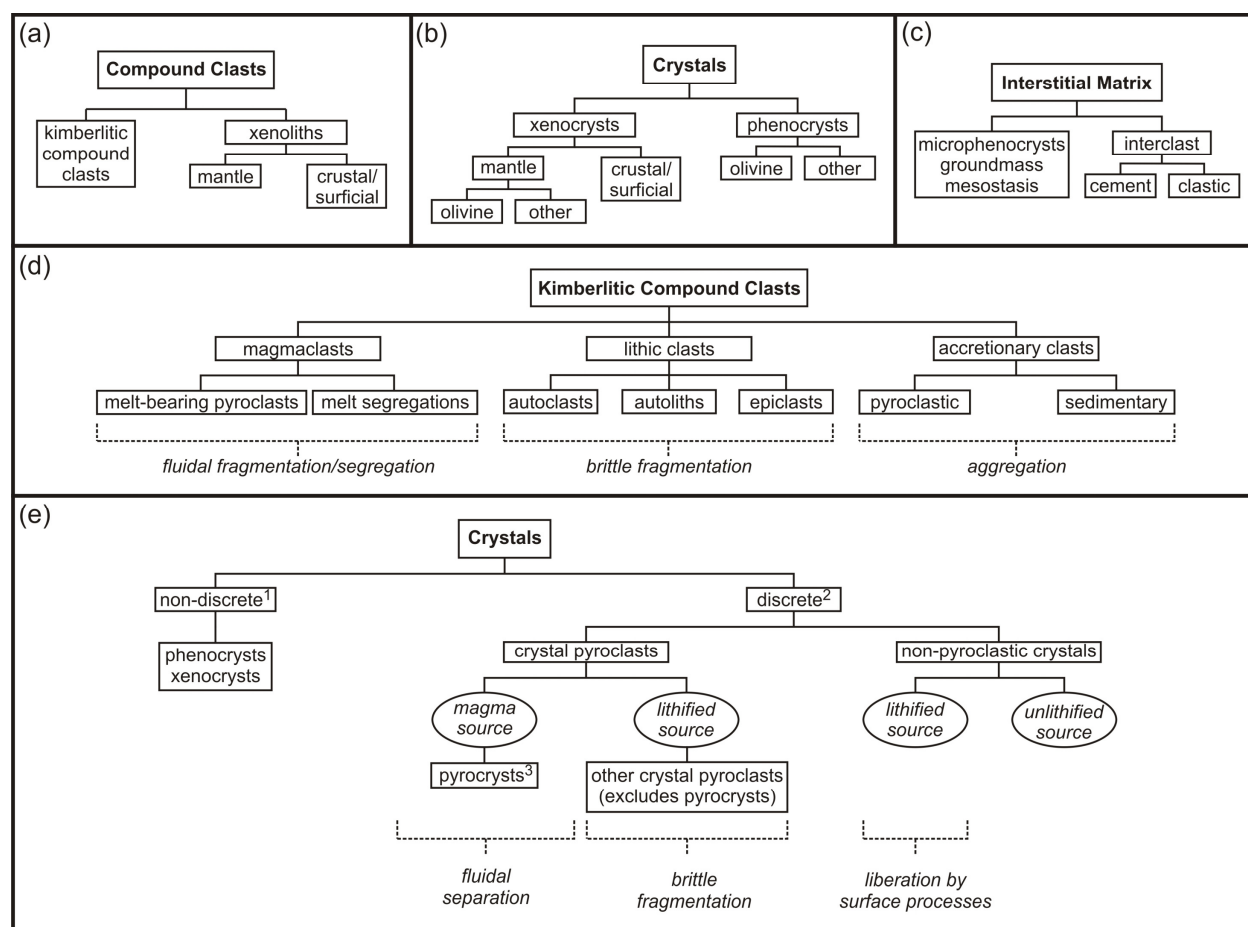 (a)
Compound Clasts
kimberlitic
compound
clasts
xenoliths
mantle
crustal/
surficial
(b)
Crystals
xenocrysts
phenocrysts
mantle
crustal/
surficial
olivine
other
olivine
other
(c)
Interstitial Matrix
microphenocrysts
groundmass
mesostasis
interclast
cement
clastic
(d)
Kimberlitic Compound Clasts
magmaclasts
lithic clasts
accretionary clasts
melt-bearing pyroclasts
melt segregations
autoclasts
autoliths
epiclasts
pyroclastic
sedimentary
fluidal fragmentation/segregation
brittle fragmentation
aggregation
(e)
Crystals
non-discrete1
discrete2
phenocrysts
xenocrysts
crystal pyroclasts
non-pyroclastic crystals
magma
source
lithified
source
lithified
source
unlithified
source
pyrocrysts3
other crystal pyroclasts
(excludes pyrocrysts)
fluidal
separation
brittle
fragmentation
liberation by
surface processes